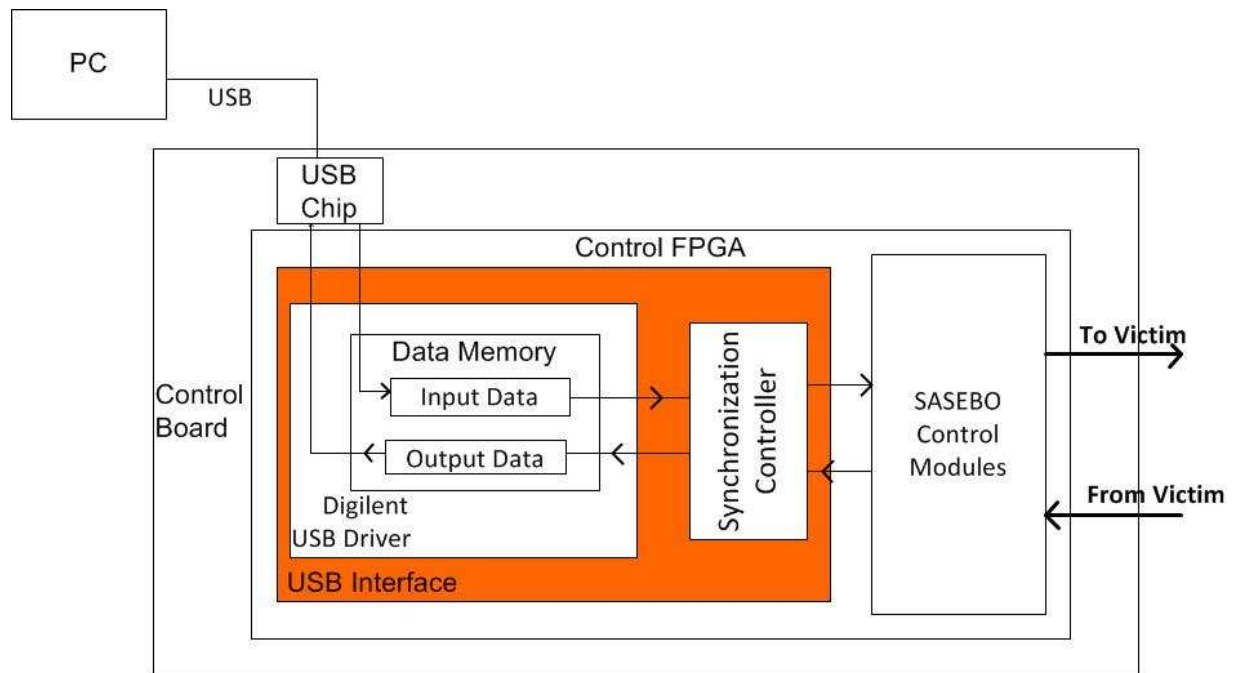 PC
USB
USB
Chip
Control FPGA
Data Memory
Input Data
Output Data
Digilent
USB Driver
USB Interface
Synchronization
Controller
SASEBO
Control
Modules
To Victim
From Victim
Control
Board